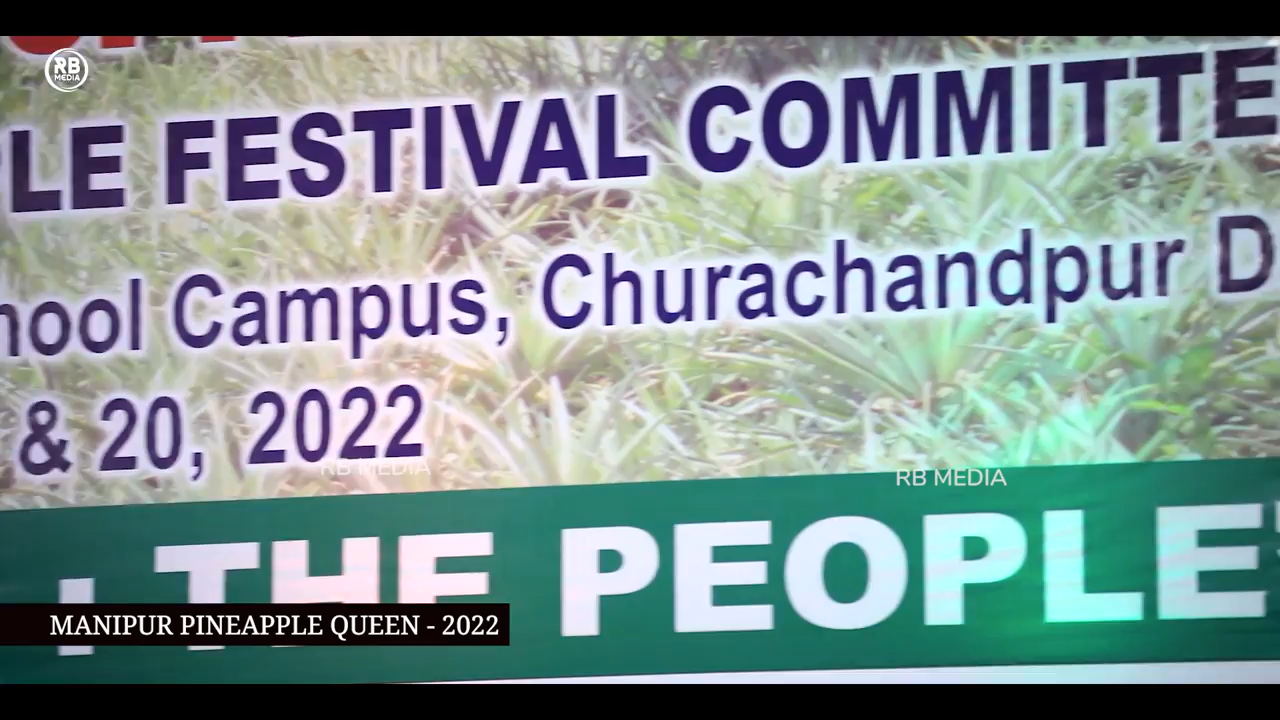 RB
MEDIA
LE FESTIVAL COMMITTE
hool Campus, Churachandpur D
& 20, 2022
RB MEDIA
RB MEDIA
THE PEOPLE
MANIPUR PINEAPPLE QUEEN - 2022